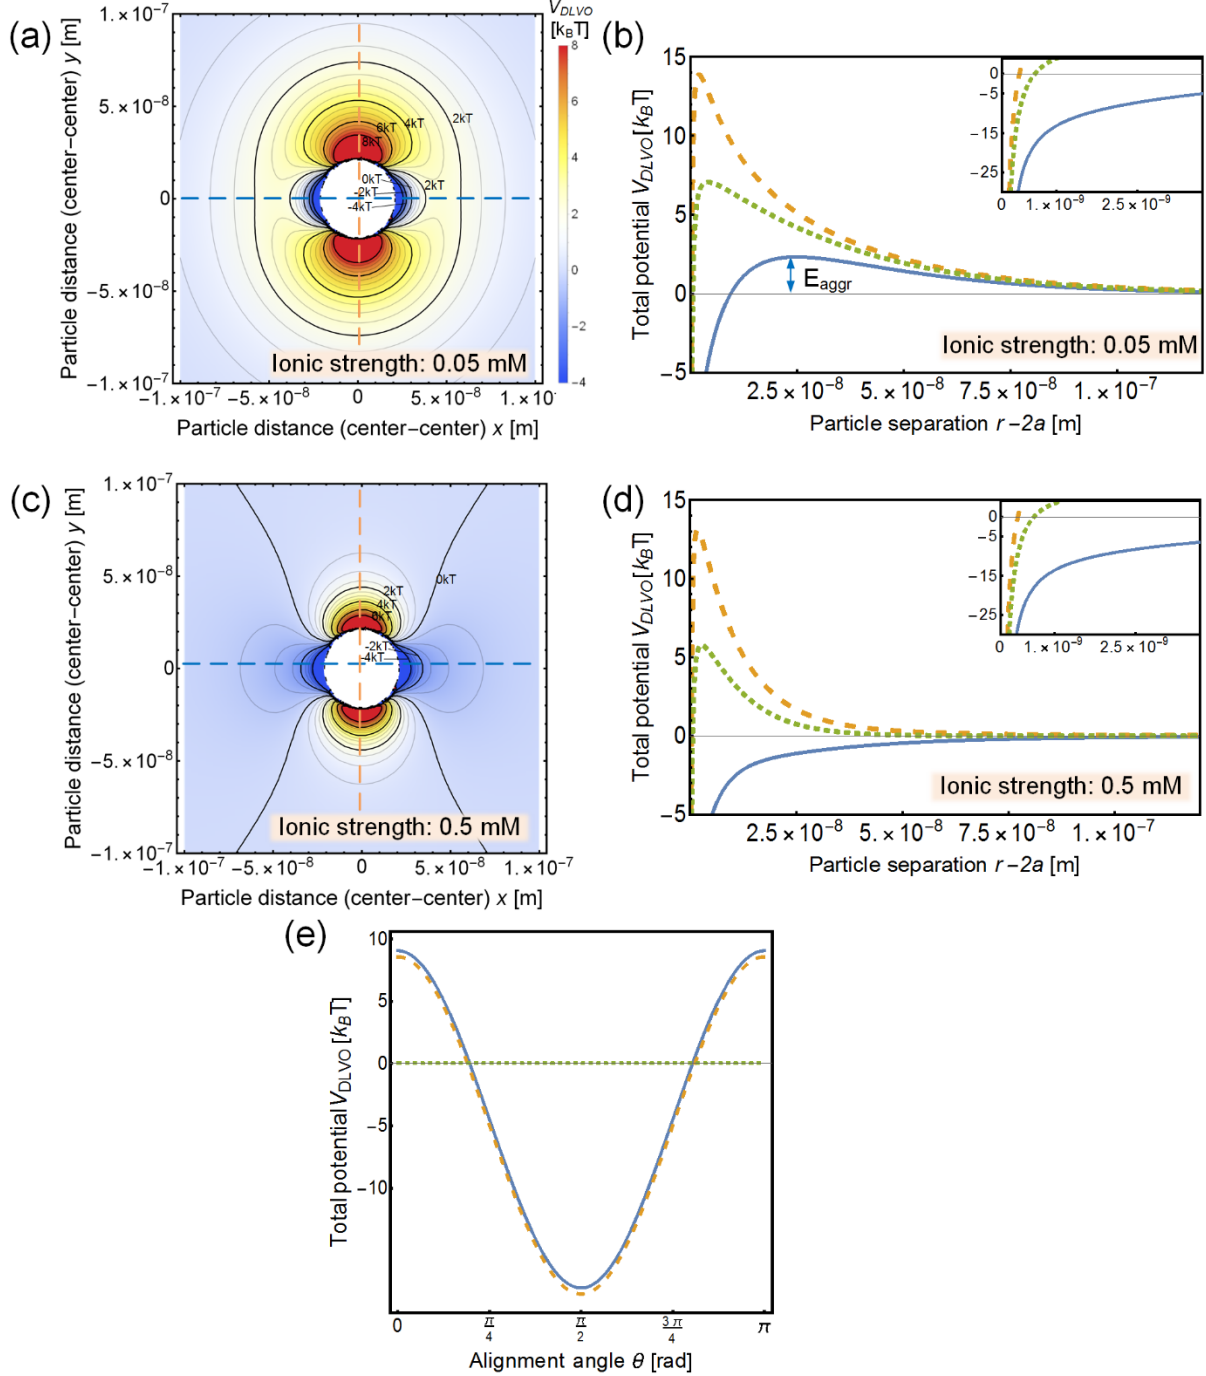 (a)
V_DLVO
[k_BT]
1.×10⁻⁷
5.×10⁻⁸
0
−5.×10⁻⁸
−1.×10⁻⁷
Particle distance (center−center) y [m]
8
6
4
2
0
−2
−4
6kT
4kT
2kT
8kT
0kT
2kT
−2kT
−4kT
Ionic strength: 0.05 mM
−1.×10⁻⁷ −5.×10⁻⁸ 0 5.×10⁻⁸ 1.×10⁻
Particle distance (center−center) x [m]
(b)
15
10
5
0
−5
Total potential V_DLVO [k_BT]
0
−5
−15
−25
0 1.×10⁻⁹ 2.5×10⁻⁹
E_aggr
Ionic strength: 0.05 mM
2.5×10⁻⁸ 5.×10⁻⁸ 7.5×10⁻⁸ 1.×10⁻⁷
Particle separation r−2a [m]
(c)
1.×10⁻⁷
5.×10⁻⁸
0
−5.×10⁻⁸
−1.×10⁻⁷
Particle distance (center−center) y [m]
0kT
2kT
4kT
6kT
−2kT
−4kT
Ionic strength: 0.5 mM
−1.×10⁻⁷ −5.×10⁻⁸ 0 5.×10⁻⁸ 1.×10⁻⁷
Particle distance (center−center) x [m]
(d)
15
10
5
0
−5
Total potential V_DLVO [k_BT]
0
−5
−15
−25
0 1.×10⁻⁹ 2.5×10⁻⁹
Ionic strength: 0.5 mM
2.5×10⁻⁸ 5.×10⁻⁸ 7.5×10⁻⁸ 1.×10⁻⁷
Particle separation r−2a [m]
(e)
10
5
0
−5
−10
Total potential V_DLVO [k_BT]
0 π/4 π/2 3π/4 π
Alignment angle θ [rad]